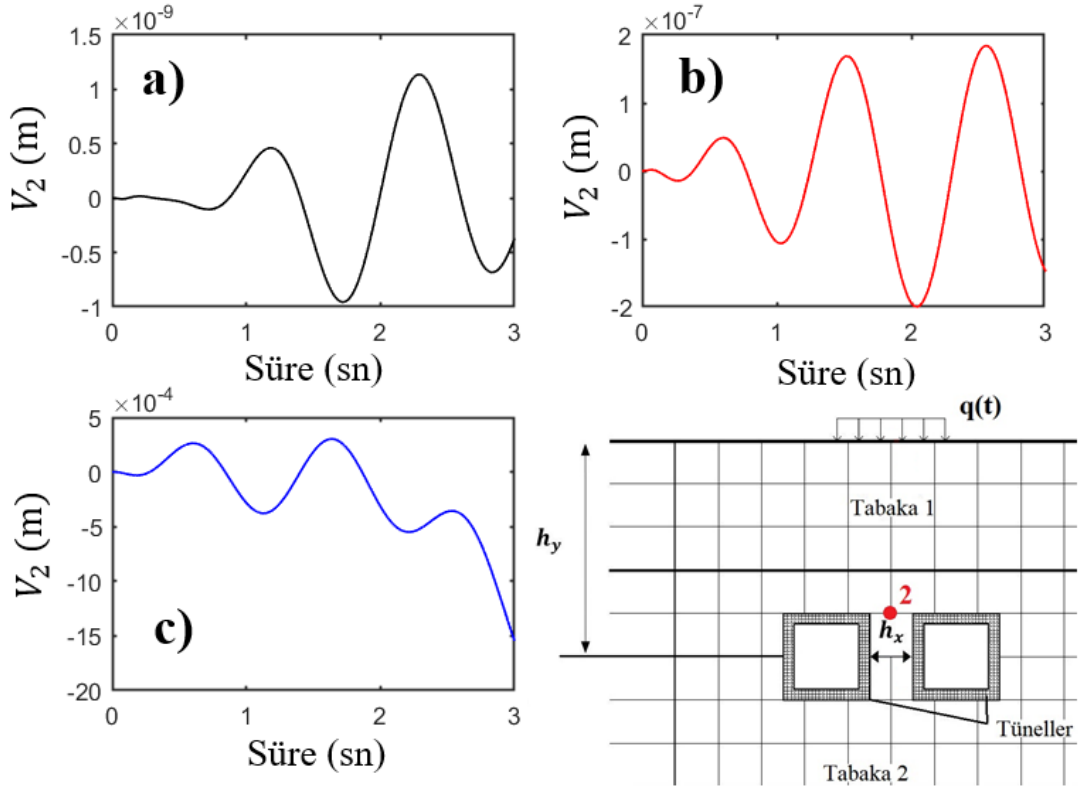 ×10⁻⁹
1.5
1
0.5
0
-0.5
-1
V₂ (m)
a)
0 1 2 3
Süre (sn)
×10⁻⁷
2
1
0
-1
-2
V₂ (m)
b)
0 1 2 3
Süre (sn)
×10⁻⁴
5
0
-5
-10
-15
-20
V₂ (m)
c)
0 1 2 3
Süre (sn)
q(t)
Tabaka 1
h_y
2
h_x
Tüneller
Tabaka 2